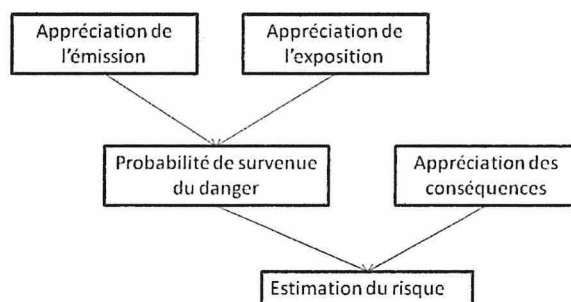 Appréciation de
l'émission
Appréciation de
l'exposition
Probabilité de survenue
du danger
Appréciation des
conséquences
Estimation du risque